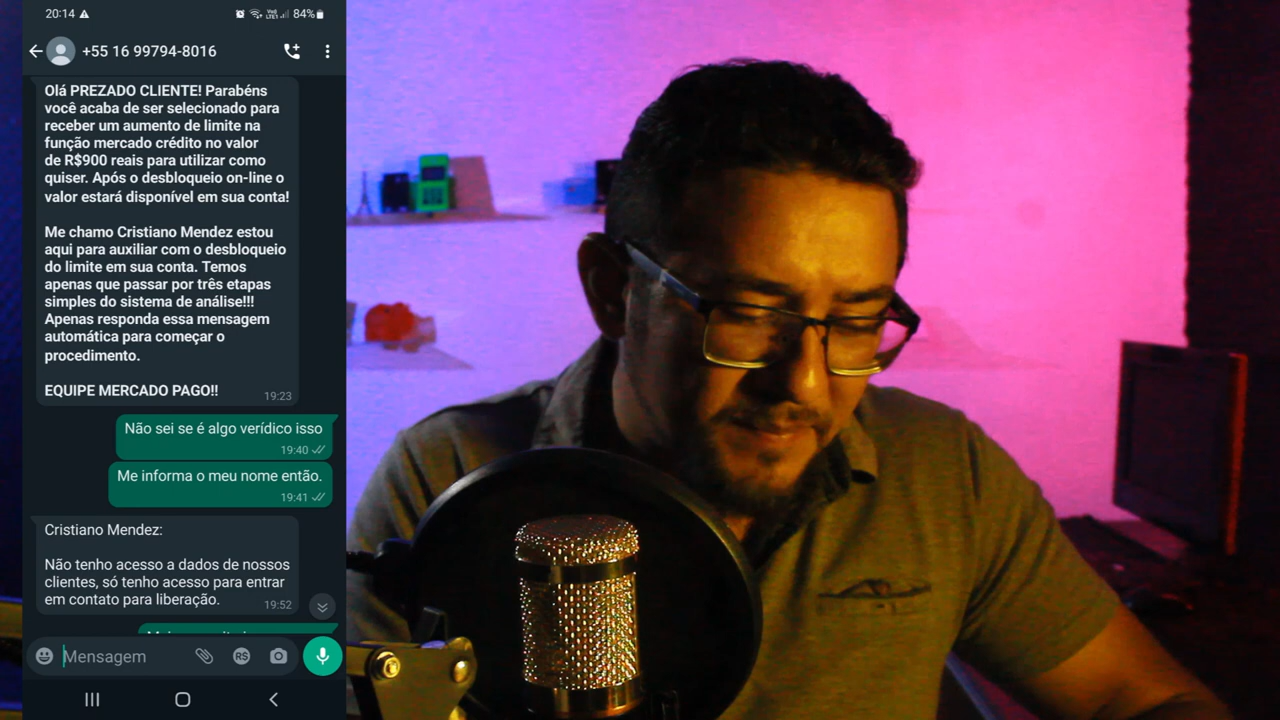 20:14
84%
+55 16 99794-8016
Olá PREZADO CLIENTE! Parabéns
você acaba de ser selecionado para
receber um aumento de limite na
função mercado crédito no valor
de R$900 reais para utilizar como
quiser. Após o desbloqueio on-line o
valor estará disponível em sua conta!
Me chamo Cristiano Mendez estou
aqui para auxiliar com o desbloqueio
do limite em sua conta. Temos
apenas que passar por três etapas
simples do sistema de análise!!!
Apenas responda essa mensagem
automática para começar o
procedimento.
EQUIPE MERCADO PAGO!!
19:23
Não sei se é algo verídico isso
19:40
Me informa o meu nome então.
19:41
Cristiano Mendez:
Não tenho acesso a dados de nossos
clientes, só tenho acesso para entrar
em contato para liberação.
19:52
Mensagem
RS